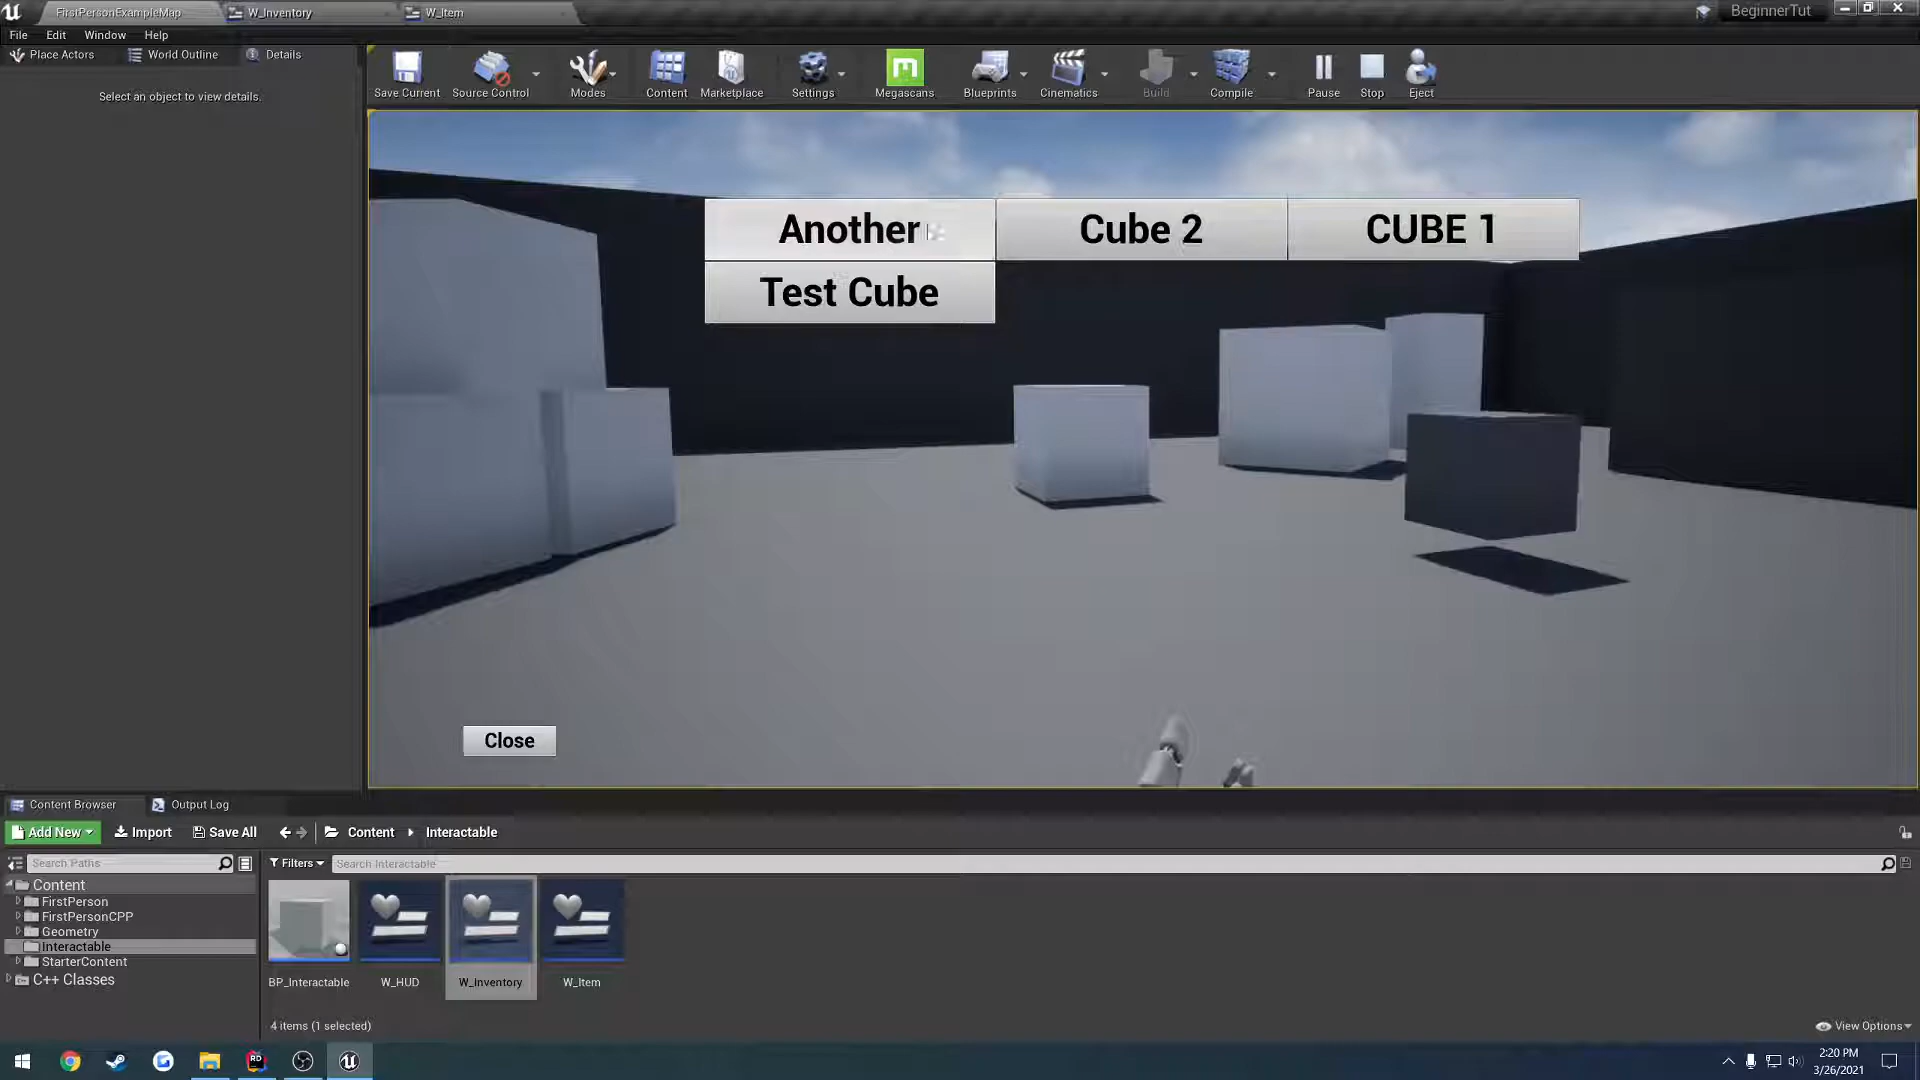 FirstPersonExampleMap
W_Inventory
W_Item
BeginnerTut
File Edit Window Help
Place Actors
World Outline
Details
Select an object to view details.
Save Current
Source Control
Modes
Content
Marketplace
Settings
Megascans
Blueprints
Cinematics
Build
Compile
Pause
Stop
Eject
Another
Cube 2
CUBE 1
Test Cube
Close
Content Browser
Output Log
Add New
Import
Save All
Content
Interactable
Search Paths
Filters
Search Interactable
Content
FirstPerson
FirstPersonCPP
Geometry
Interactable
StarterContent
C++ Classes
BP_Interactable
W_HUD
W_Inventory
W_Item
4 items (1 selected)
View Options
RD
2:20 PM
3/26/2021